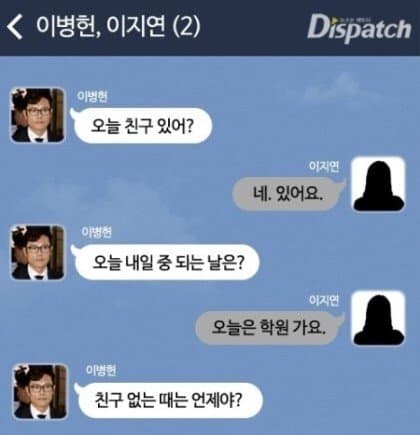 이병헌, 이지연 (2)
Dispatch
이병헌
오늘 친구 있어?
이지연
네. 있어요.
이병헌
오늘 내일 중 되는 날은?
이지연
오늘은 학원 가요.
이병헌
친구 없는 때는 언제야?